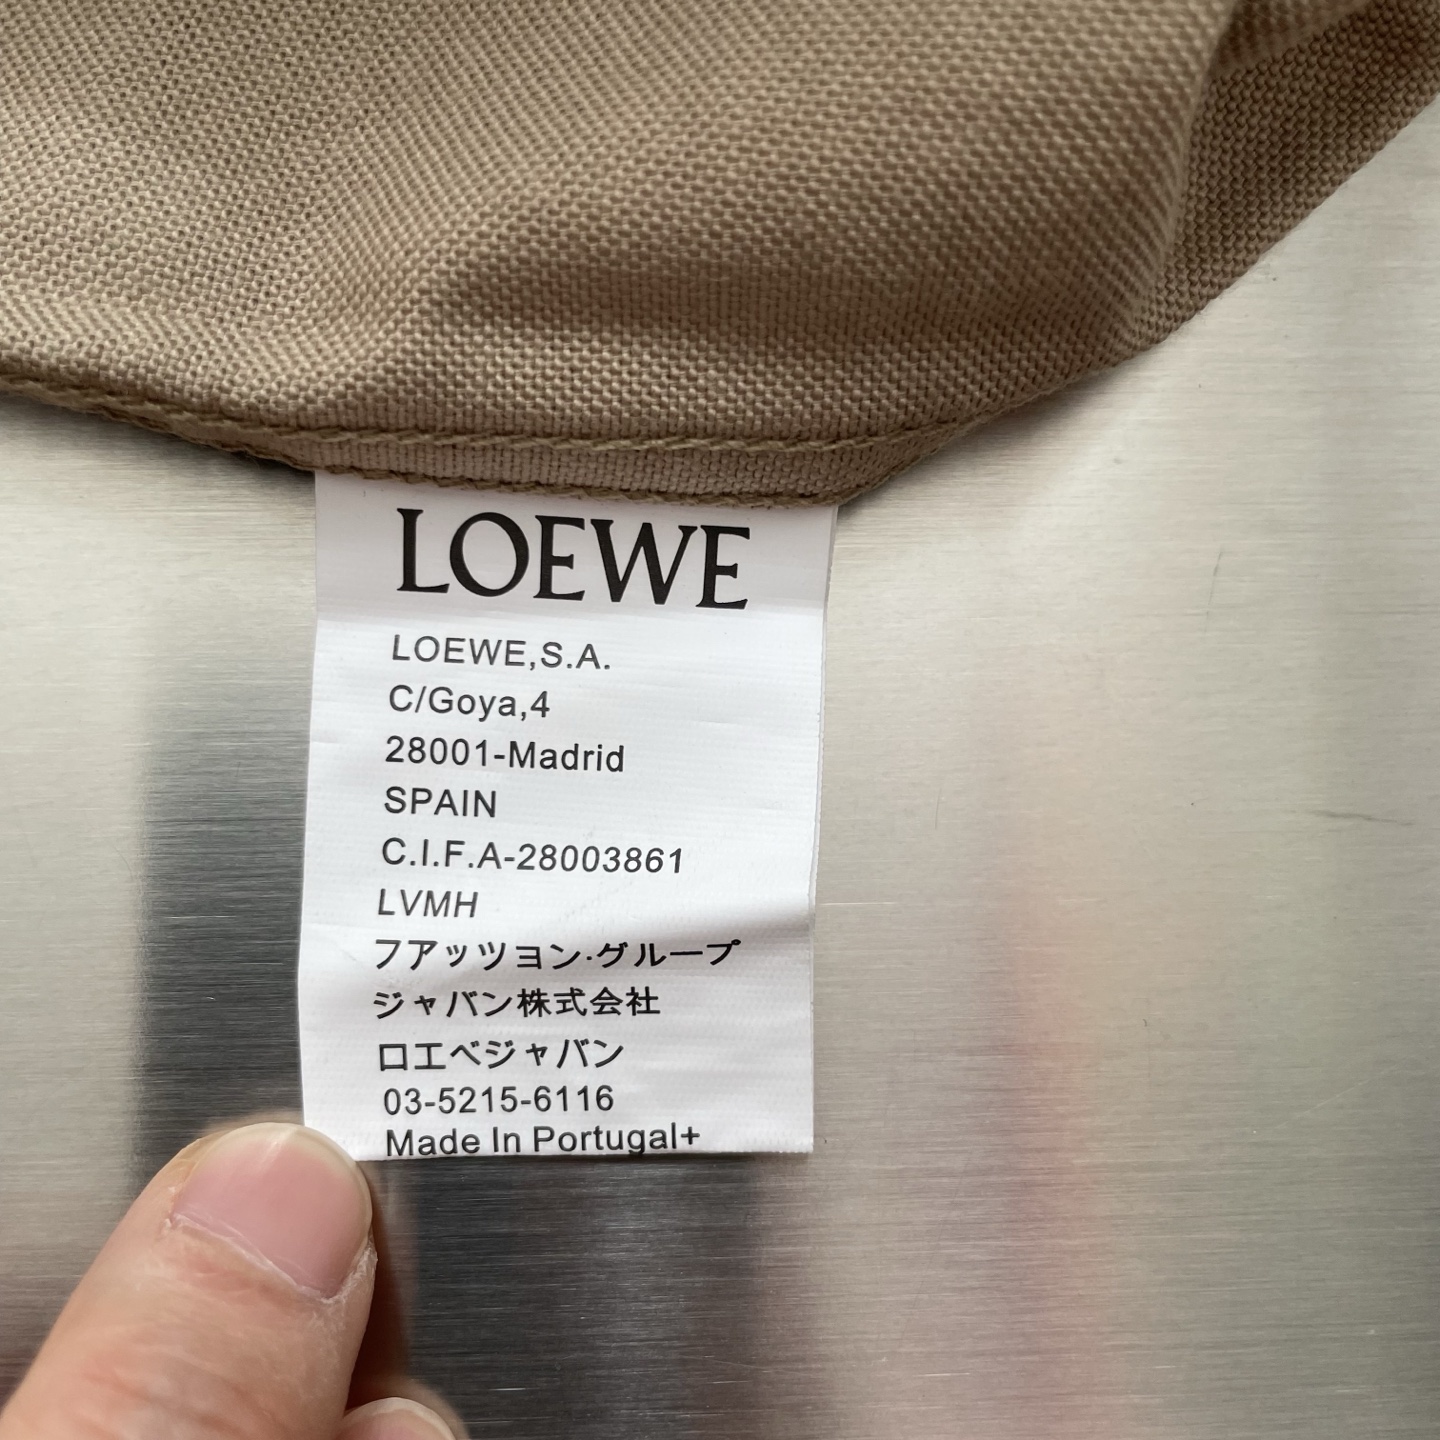 LOEWE
LOEWE,S.A.
C/Goya,4
28001-Madrid
SPAIN
C.I.F.A-28003861
LVMH
フアッツヨン·グループ
ジャバン株式会社
ロエベジャバン
03-5215-6116
Made In Portugal+